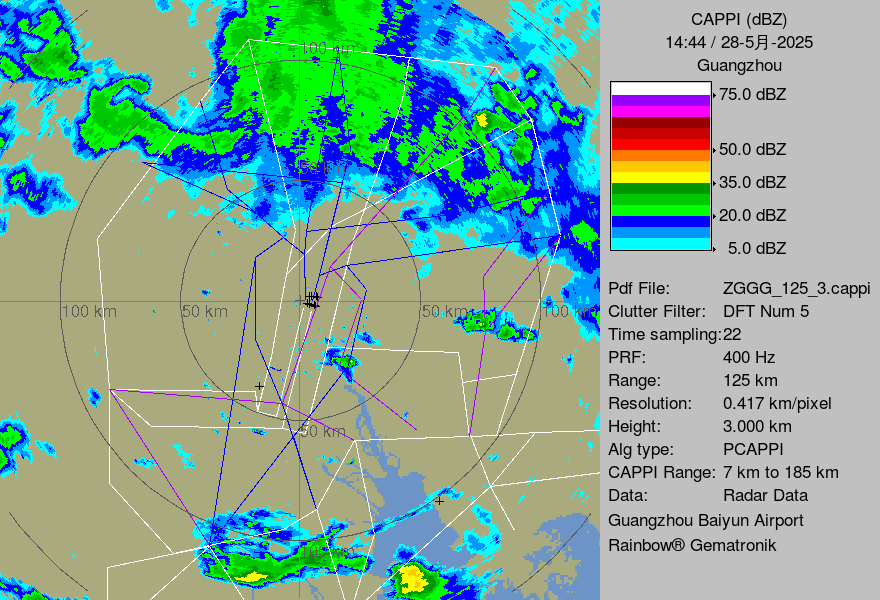 CAPPI (dBZ)
14:44 / 28-5月-2025
Guangzhou
75.0 dBZ
50.0 dBZ
35.0 dBZ
20.0 dBZ
5.0 dBZ
Pdf File: ZGGG_125_3.cappi
Clutter Filter: DFT Num 5
Time sampling:22
PRF: 400 Hz
Range: 125 km
Resolution: 0.417 km/pixel
Height: 3.000 km
Alg type: PCAPPI
CAPPI Range: 7 km to 185 km
Data: Radar Data
Guangzhou Baiyun Airport
Rainbow® Gematronik
100 km
50 km
100 km
50 km
50 km
100 km
50 km
100 km